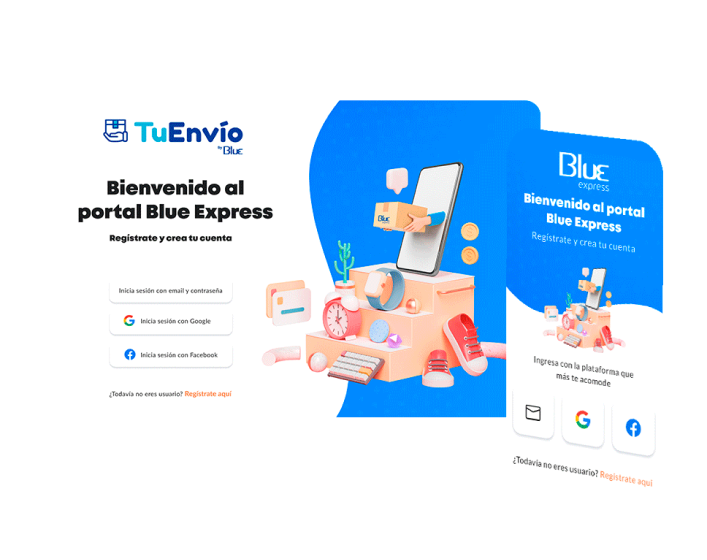 TuEnvío
by Blue
Bienvenido al
portal Blue Express
Regístrate y crea tu cuenta
Inicia sesión con email y contraseña
Inicia sesión con Google
Inicia sesión con Facebook
¿Todavía no eres usuario? Regístrate aquí
Blue
Blue
express
Bienvenido al portal
Blue Express
Regístrate y crea tu cuenta
Ingresa con la plataforma que
más te acomode
¿Todavía no eres usuario? Regístrate aquí